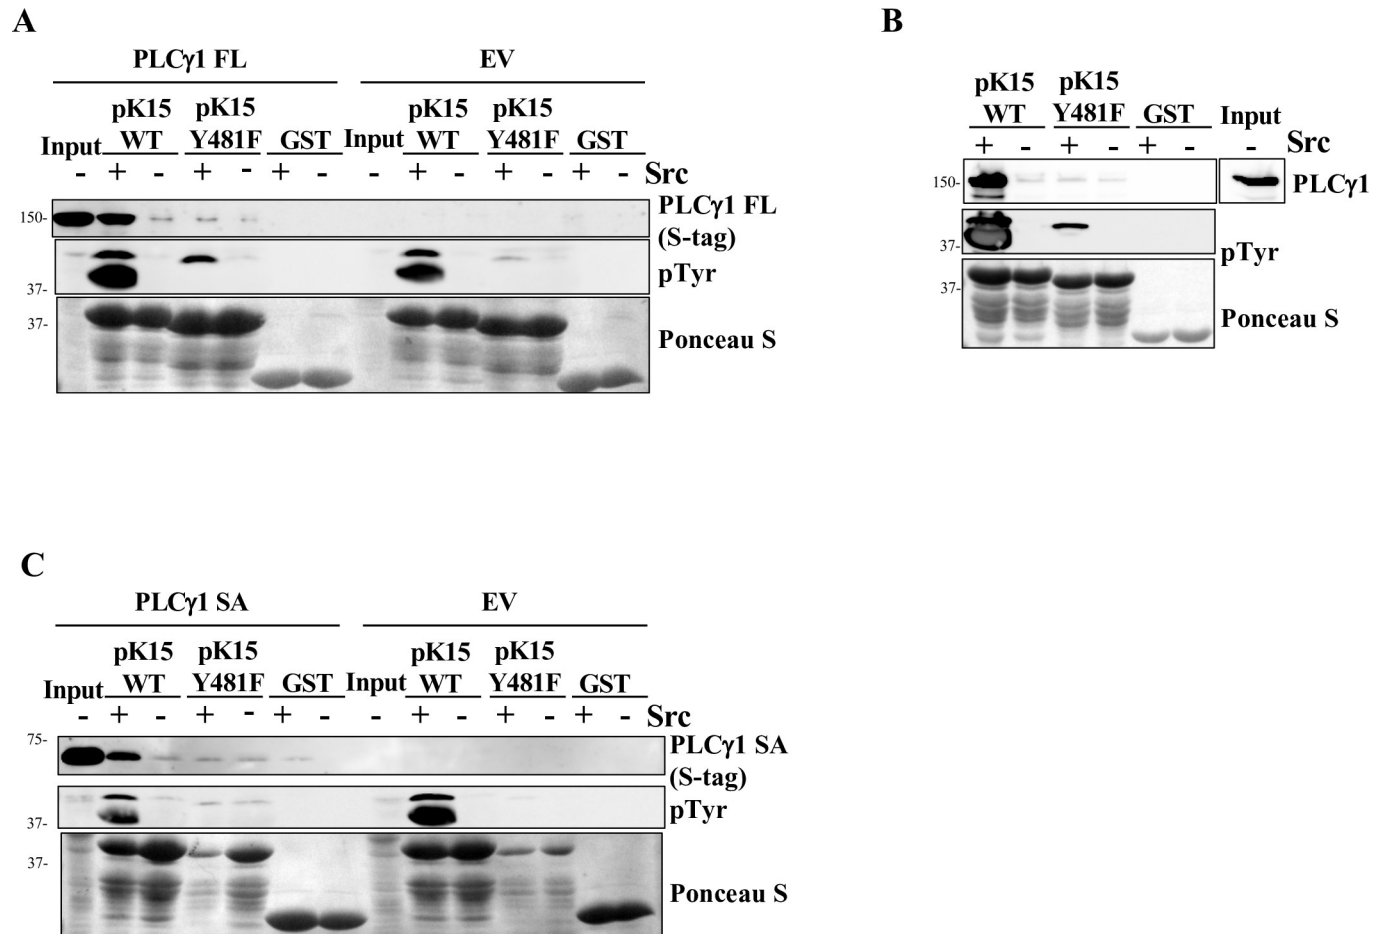 A
PLCγ1 FL EV
pK15 pK15 pK15 pK15
Input WT Y481F GST Input WT Y481F GST
- + - + - + - - + - + - + - Src
150- PLCγ1 FL
(S-tag)
pTyr
37-
37-
Ponceau S
B
pK15 pK15
WT Y481F GST Input
+ - + - + - - Src
150- PLCγ1
37- pTyr
37-
Ponceau S
C
PLCγ1 SA EV
pK15 pK15 pK15 pK15
Input WT Y481F GST Input WT Y481F GST
- + - + - + - - + - + - + - Src
75- PLCγ1 SA
(S-tag)
pTyr
37-
37-
Ponceau S